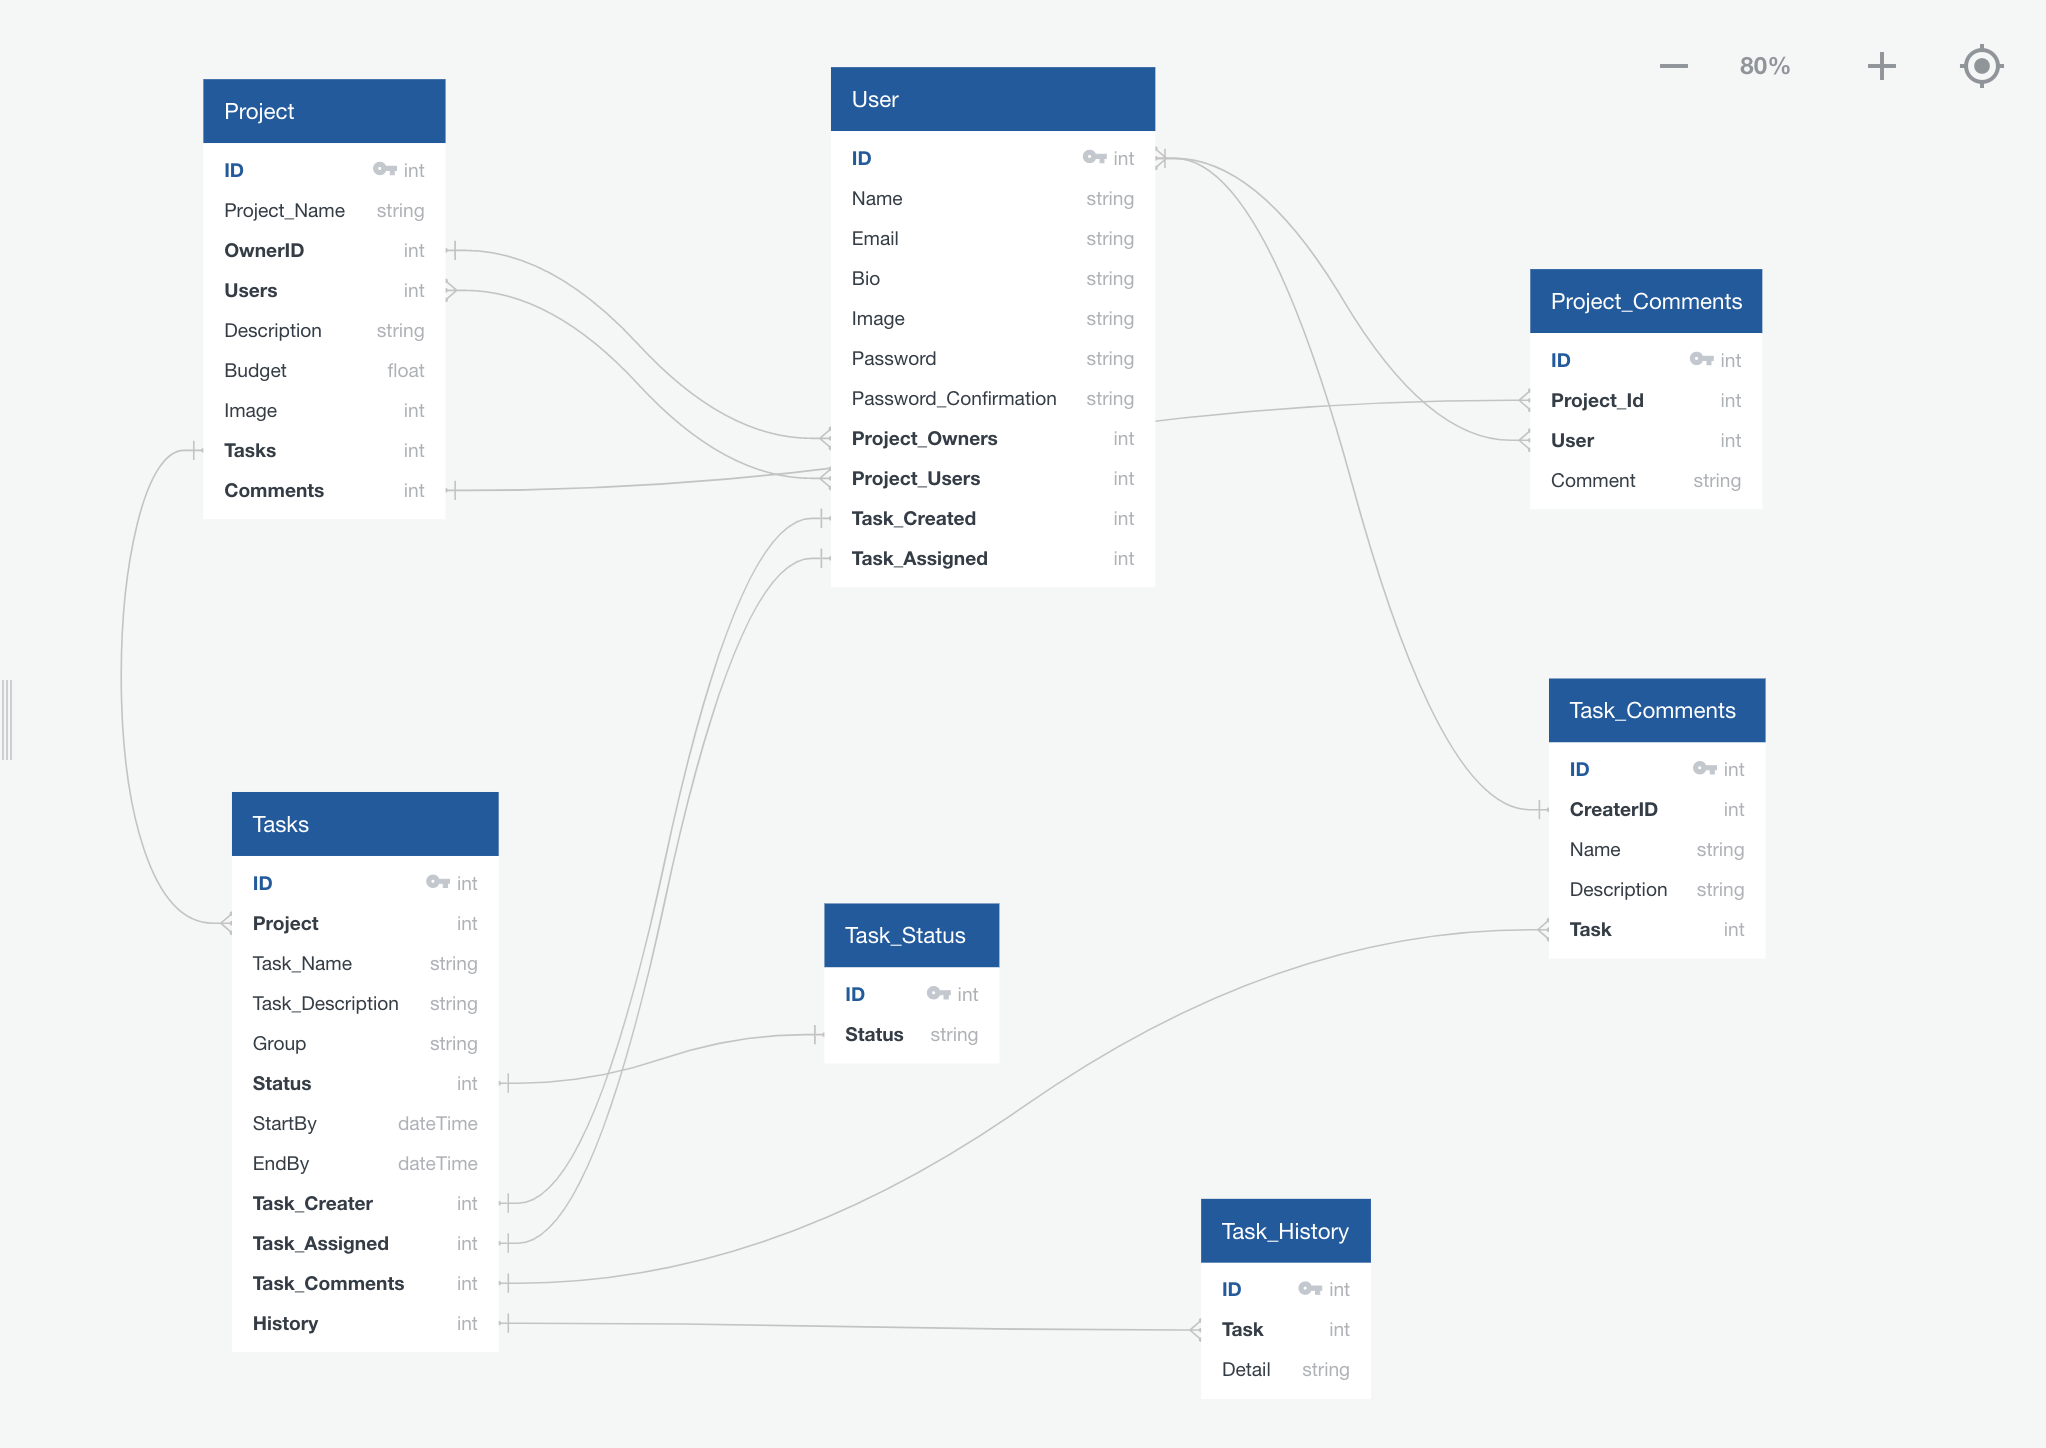 80%
Project
ID int
Project_Name string
OwnerID int
Users int
Description string
Budget float
Image int
Tasks int
Comments int
User
ID int
Name string
Email string
Bio string
Image string
Password string
Password_Confirmation string
Project_Owners int
Project_Users int
Task_Created int
Task_Assigned int
Project_Comments
ID int
Project_Id int
User int
Comment string
Task_Comments
ID int
CreaterID int
Name string
Description string
Task int
Tasks
ID int
Project int
Task_Name string
Task_Description string
Group string
Status int
StartBy dateTime
EndBy dateTime
Task_Creater int
Task_Assigned int
Task_Comments int
History int
Task_Status
ID int
Status string
Task_History
ID int
Task int
Detail string